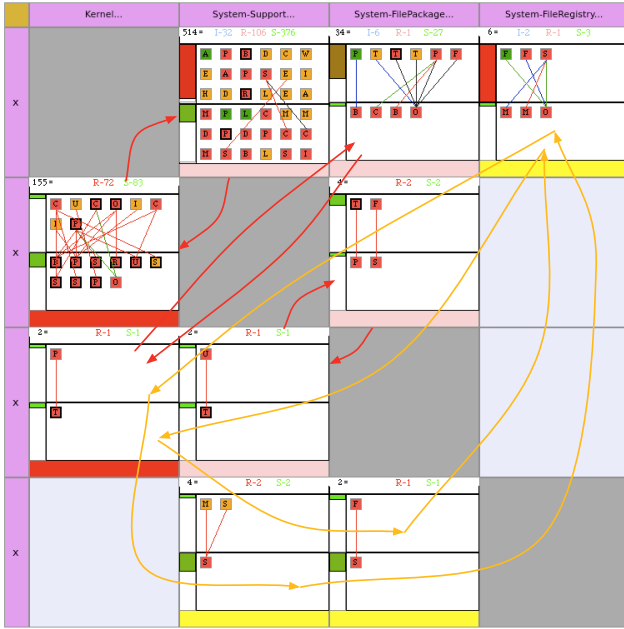 Kernel... System-Support... System-FilePackage... System-FileRegistry...
514= I-32 R-106 S-376 34= I-6 R-1 S-27 6= I-2 R-1 S-3
A P B D C W P T T T P F F F S
E A P S E I
X
H D R L E A
M P L C M M B C B O M M O
D P D P C C
M S B L S I
155= R-72 S-83 4= R-2 S-2
C U C O I C T F
I P
X
P F S R U S P S
S S F O
2= R-1 S-1 2= R-1 S-1
P U
X
T T
4= R-2 S-2 2= R-1 S-1
M S F
X
S S